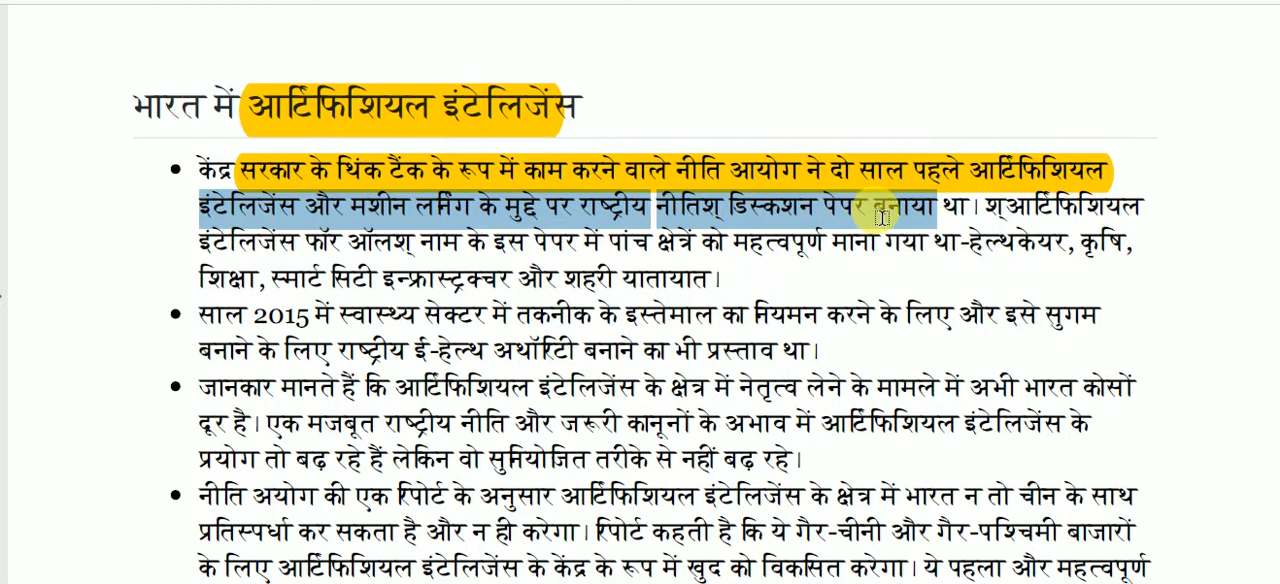 भारत में आर्टिफिशियल इंटेलिजेंस
केंद्र सरकार के थिंक टैंक के रूप में काम करने वाले नीति आयोग ने दो साल पहले आर्टिफिशियल
इंटेलिजेंस और मशीन लर्निंग के मुद्दे पर राष्ट्रीय नीतिश् डिस्कशन पेपर बनाया था। श्आर्टिफिशियल
इंटेलिजेंस फॉर ऑलश् नाम के इस पेपर में पांच क्षेत्रें को महत्वपूर्ण माना गया था-हेल्थकेयर, कृषि,
शिक्षा, स्मार्ट सिटी इन्फ्रास्ट्रक्चर और शहरी यातायात।
साल 2015 में स्वास्थ्य सेक्टर में तकनीक के इस्तेमाल का नियमन करने के लिए और इसे सुगम
बनाने के लिए राष्ट्रीय ई-हेल्थ अथॉरिटी बनाने का भी प्रस्ताव था।
जानकार मानते हैं कि आर्टिफिशियल इंटेलिजेंस के क्षेत्र में नेतृत्व लेने के मामले में अभी भारत कोसों
दूर है। एक मजबूत राष्ट्रीय नीति और जरूरी कानूनों के अभाव में आर्टिफिशियल इंटेलिजेंस के
प्रयोग तो बढ़ रहे हैं लेकिन वो सुनियोजित तरीके से नहीं बढ़ रहे।
नीति अयोग की एक रिपोर्ट के अनुसार आर्टिफिशियल इंटेलिजेंस के क्षेत्र में भारत न तो चीन के साथ
प्रतिस्पर्धा कर सकता है और न ही करेगा। रिपोर्ट कहती है कि ये गैर-चीनी और गैर-पश्चिमी बाजारों
के लिए आर्टिफिशियल इंटेलिजेंस के केंद्र के रूप में खुद को विकसित करेगा। ये पहला और महत्वपूर्ण